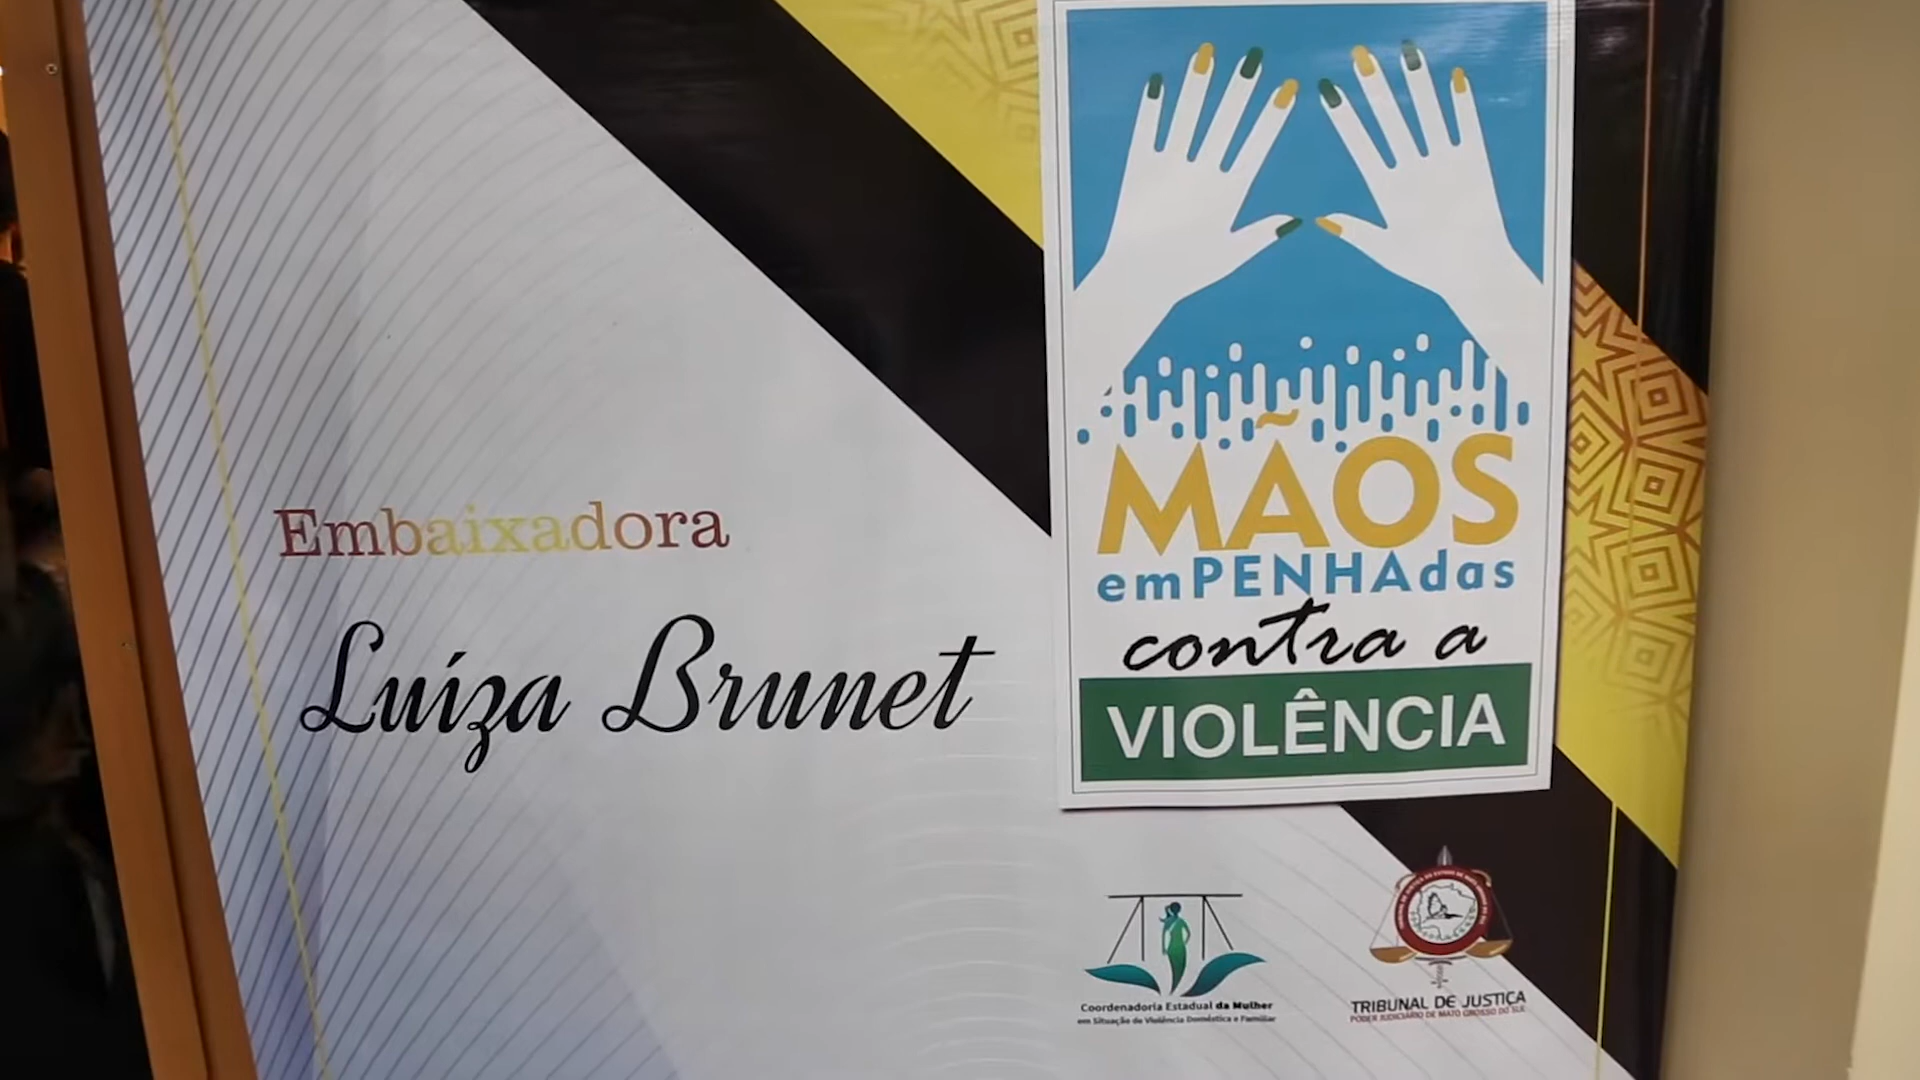 Embaixadora
Luíza Brunet
MÃOS
emPENHAdas
contra a
VIOLÊNCIA
Coordenadoria Estadual da Mulher
em Situação de Violência Doméstica e Familiar
TRIBUNAL DE JUSTIÇA
PODER JUDICIÁRIO DE MATO GROSSO DO SUL